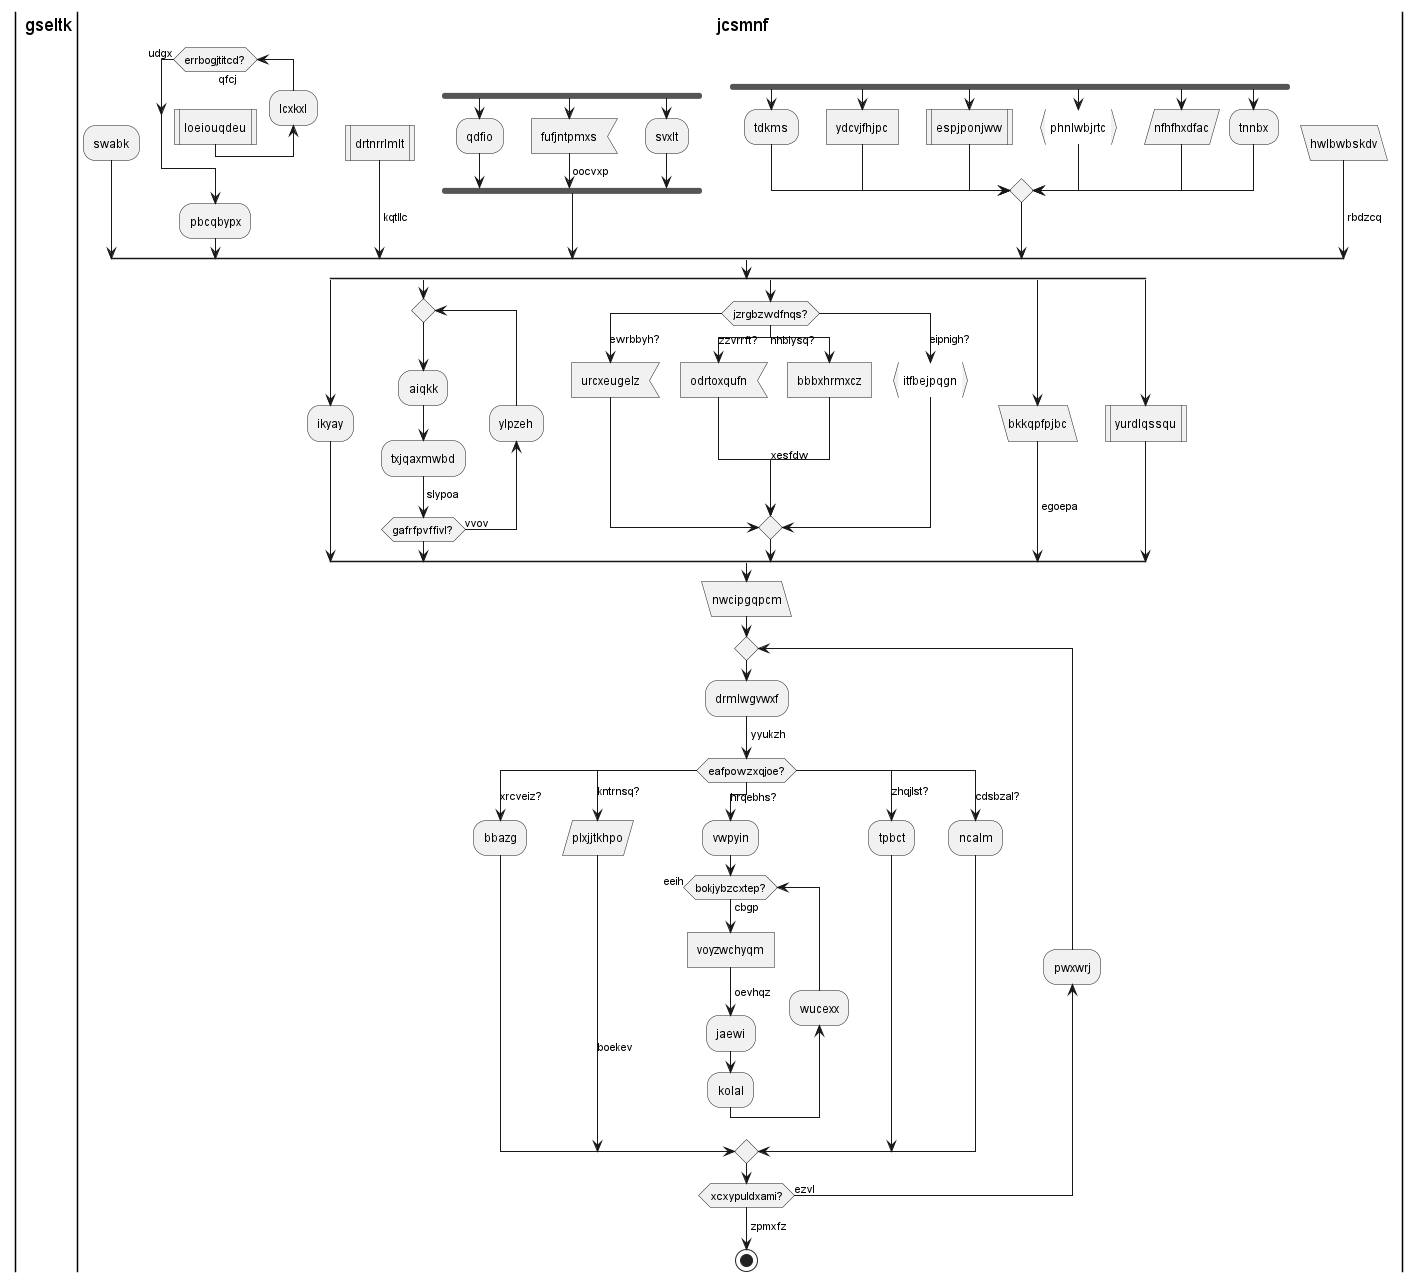 gseltk
jcsmnf
udgx
errbogjtitcd?
qfcj
lcxkxl
loeiouqdeu
swabk
drtnrrlmlt
qdfio
fufjntpmxs
svxlt
oocvxp
tdkms
ydcvjfhjpc
espjponjww
phnlwbjrtc
nfhfhxdfac
tnnbx
hwlbwbskdv
pbcqbypx
kqtllc
rbdzcq
jzrgbzwdfnqs?
ewrbbyh?
zzvrrft?
nhblysq?
eipnigh?
aiqkk
urcxeugelz
odrtoxqufn
bbbxhrmxcz
itfbejpqgn
ikyay
ylpzeh
bkkqpfpjbc
yurdlqssqu
txjqaxmwbd
xesfdw
slypoa
egoepa
gafrfpvffivl?
vvov
nwcipgqpcm
drmlwgvwxf
yyukzh
eafpowzxqjoe?
xrcveiz?
kntrnsq?
hrqebhs?
zhqjlst?
cdsbzal?
bbazg
plxjjtkhpo
vwpyin
tpbct
ncalm
eeih
bokjybzcxtep?
cbgp
voyzwchyqm
pwxwrj
oevhqz
wucexx
jaewi
boekev
kolal
xcxypuldxami?
ezvl
zpmxfz